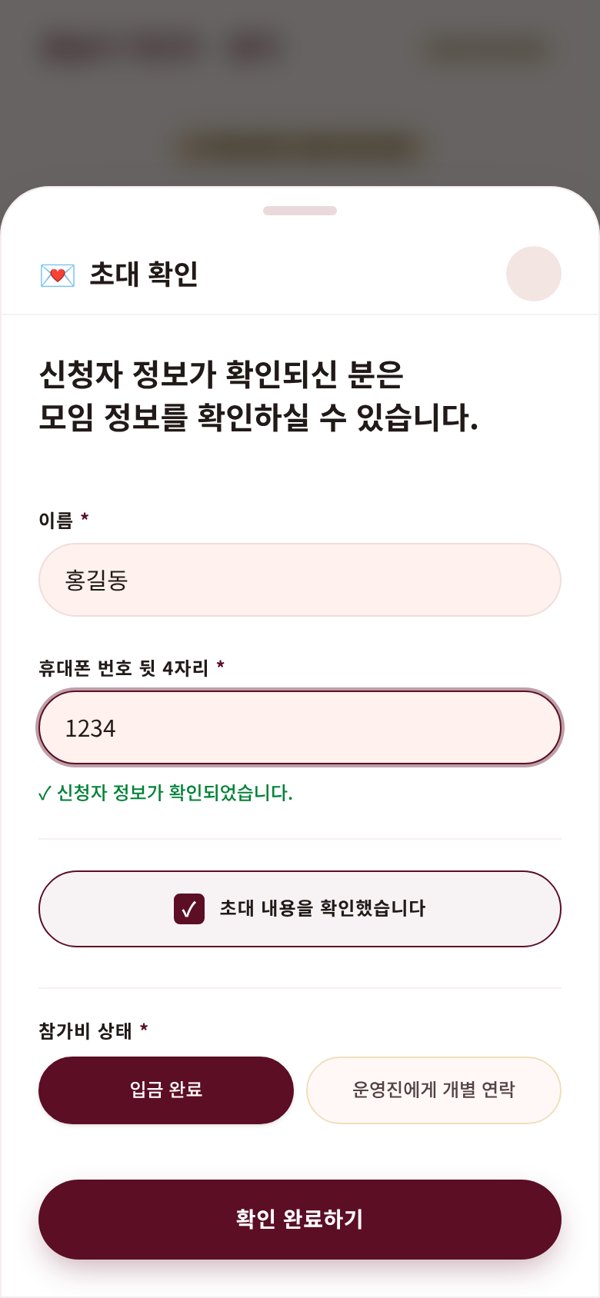 초대 확인
신청자 정보가 확인되신 분은
모임 정보를 확인하실 수 있습니다.
이름 *
홍길동
휴대폰 번호 뒷 4자리 *
1234
✓ 신청자 정보가 확인되었습니다.
✓ 초대 내용을 확인했습니다
참가비 상태 *
입금 완료
운영진에게 개별 연락
확인 완료하기